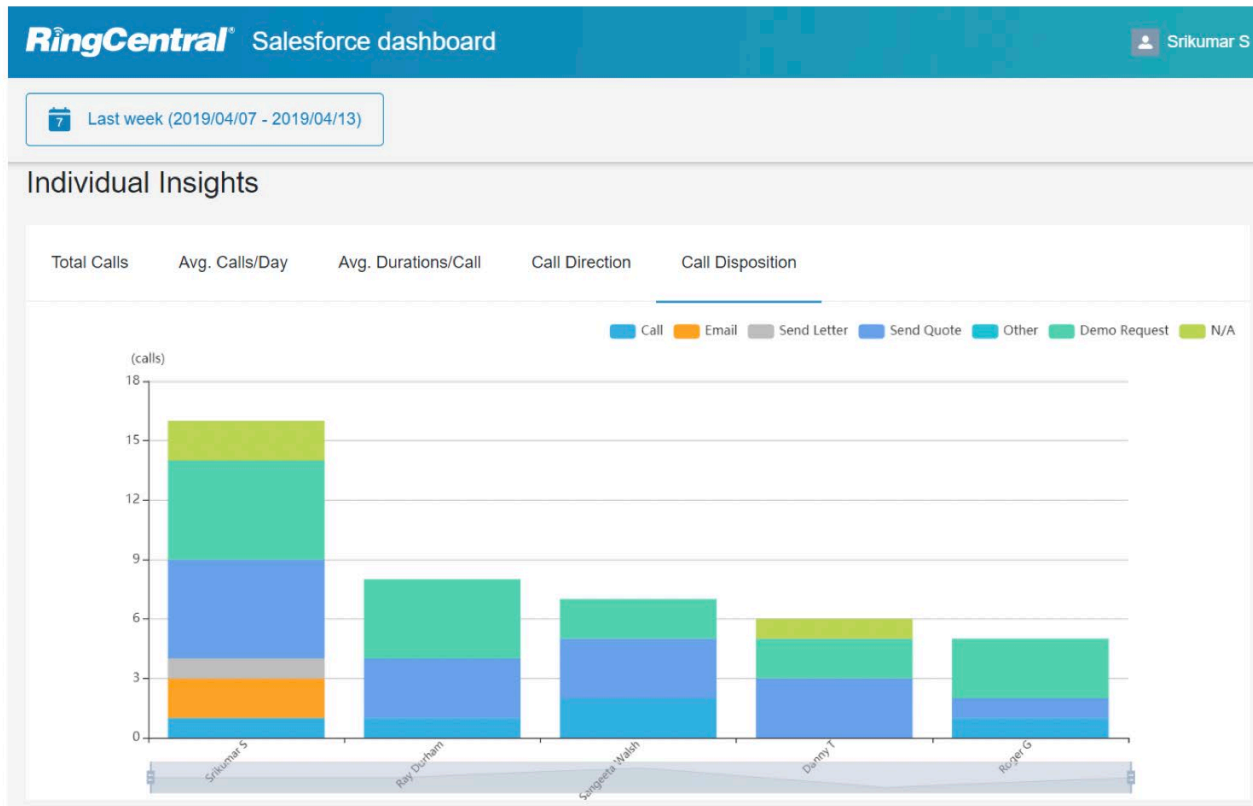 RingCentral® Salesforce dashboard
Srikumar S
7 Last week (2019/04/07 - 2019/04/13)
Individual Insights
Total Calls Avg. Calls/Day Avg. Durations/Call Call Direction Call Disposition
Call Email Send Letter Send Quote Other Demo Request N/A
(calls)
18
15
12
9
6
3
0
Srikumar S Ray Durham Sangeeta Walsh Danny T Roger G